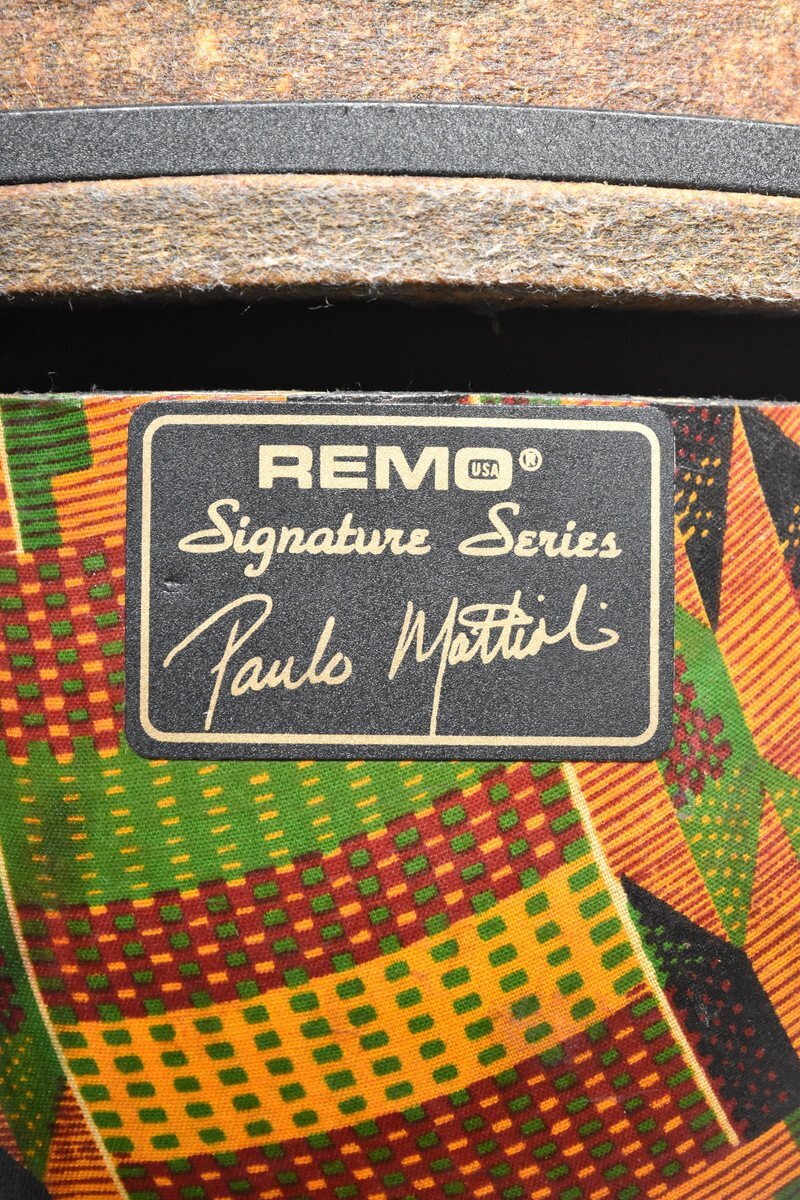 REMO USA ®
Signature Series
Paulo Mattioli